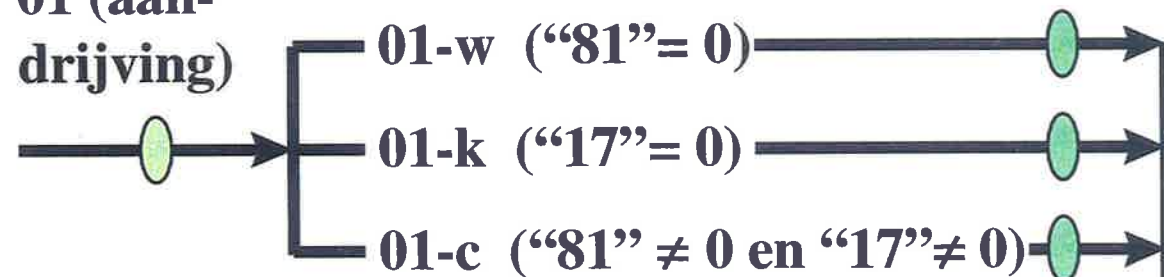 01 (aan-
drijving)
01-w (“81”= 0)
01-k (“17”= 0)
01-c (“81” ≠ 0 en “17”≠ 0)